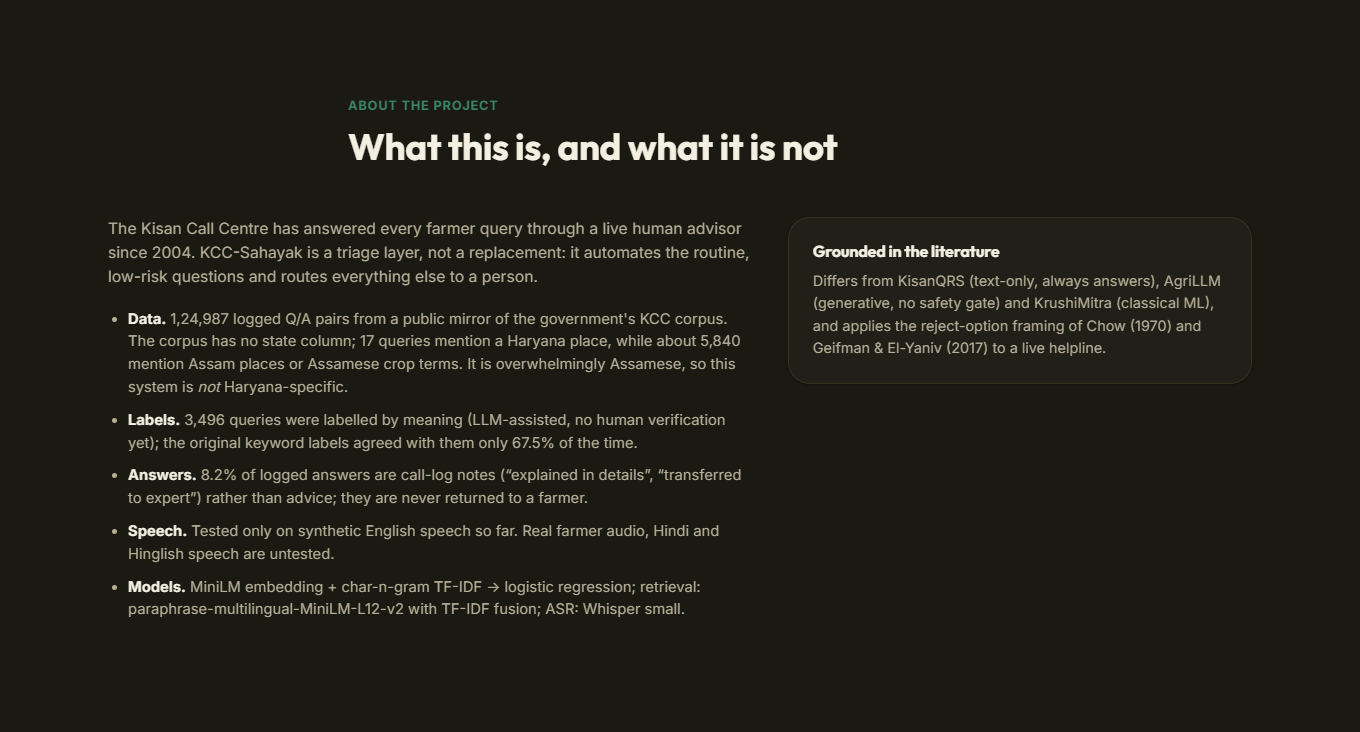 ABOUT THE PROJECT
What this is, and what it is not
The Kisan Call Centre has answered every farmer query through a live human advisor
since 2004. KCC-Sahayak is a triage layer, not a replacement: it automates the routine,
low-risk questions and routes everything else to a person.
• Data. 1,24,987 logged Q/A pairs from a public mirror of the government's KCC corpus.
The corpus has no state column; 17 queries mention a Haryana place, while about 5,840
mention Assam places or Assamese crop terms. It is overwhelmingly Assamese, so this
system is not Haryana-specific.
• Labels. 3,496 queries were labelled by meaning (LLM-assisted, no human verification
yet); the original keyword labels agreed with them only 67.5% of the time.
• Answers. 8.2% of logged answers are call-log notes (“explained in details”, “transferred
to expert”) rather than advice; they are never returned to a farmer.
• Speech. Tested only on synthetic English speech so far. Real farmer audio, Hindi and
Hinglish speech are untested.
• Models. MiniLM embedding + char-n-gram TF-IDF → logistic regression; retrieval:
paraphrase-multilingual-MiniLM-L12-v2 with TF-IDF fusion; ASR: Whisper small.
Grounded in the literature
Differs from KisanQRS (text-only, always answers), AgriLLM
(generative, no safety gate) and KrushiMitra (classical ML),
and applies the reject-option framing of Chow (1970) and
Geifman & El-Yaniv (2017) to a live helpline.